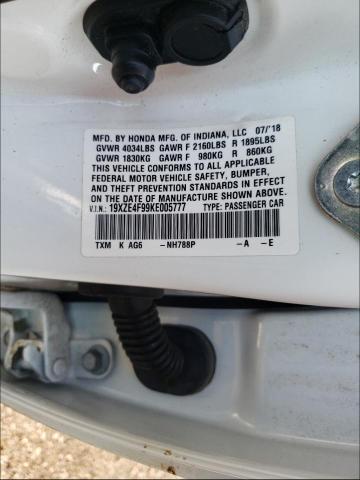 MFD. BY HONDA MFG. OF INDIANA, LLC 07/'18
GVWR 4034LBS GAWR F 2160LBS R 1895LBS
GVWR 1830KG GAWR F 980KG R 860KG
THIS VEHICLE CONFORMS TO ALL APPLICABLE
FEDERAL MOTOR VEHICLE SAFETY, BUMPER,
AND THEFT PREVENTION STANDARDS IN EFFECT
ON THE DATE OF MANUFACTURE SHOWN ABOVE.
V.I.N.: 19XZE4F99KE005777 TYPE: PASSENGER CAR
TXM K AG6 -NH788P -A -E